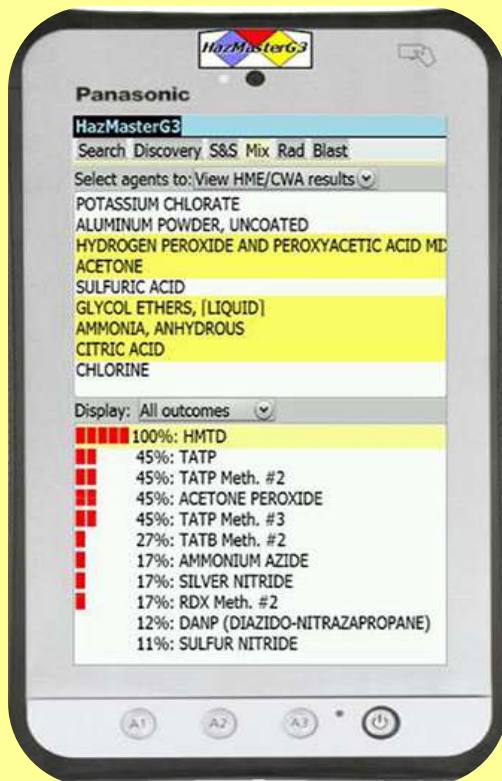 HazMasterG3
Panasonic
HazMasterG3
Search Discovery S&S Mix Rad Blast
Select agents to: View HME/CWA results
POTASSIUM CHLORATE
ALUMINUM POWDER, UNCOATED
HYDROGEN PEROXIDE AND PEROXYACETIC ACID MI
ACETONE
SULFURIC ACID
GLYCOL ETHERS, [LIQUID]
AMMONIA, ANHYDROUS
CITRIC ACID
CHLORINE
Display: All outcomes
100%: HMTD
45%: TATP
45%: TATP Meth. #2
45%: ACETONE PEROXIDE
45%: TATP Meth. #3
27%: TATB Meth. #2
17%: AMMONIUM AZIDE
17%: SILVER NITRIDE
17%: RDX Meth. #2
12%: DANP (DIAZIDO-NITRAZAPROPANE)
11%: SULFUR NITRIDE
A1 A2 A3